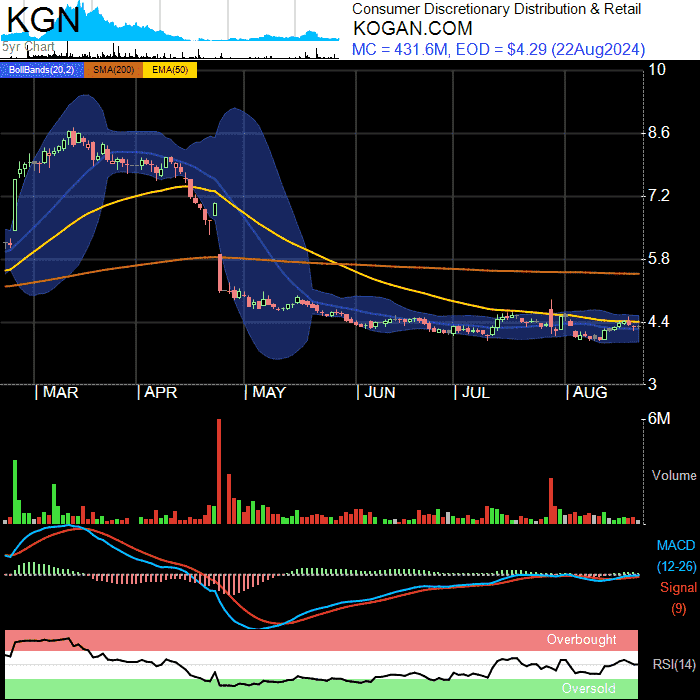 KGN
5yr Chart
Consumer Discretionary Distribution & Retail
KOGAN.COM
MC = 431.6M, EOD = $4.29 (22Aug2024)
BollBands(20,2) SMA(200) EMA(50)
10
8.6
7.2
5.8
4.4
3
| MAR | APR | MAY | JUN | JUL | AUG
6M
Volume
MACD
(12-26)
Signal
(9)
Overbought
RSI(14)
Oversold